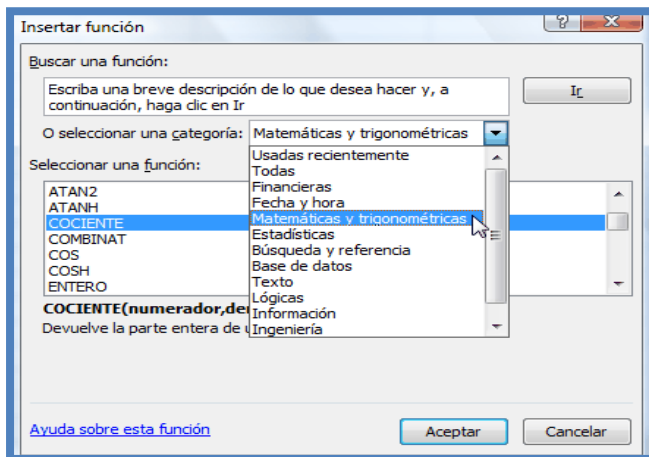 Insertar función
Buscar una función:
Escriba una breve descripción de lo que desea hacer y, a
continuación, haga clic en Ir
Ir
O seleccionar una categoría: Matemáticas y trigonométricas
Usadas recientemente
Todas
Financieras
Fecha y hora
Matemáticas y trigonométricas
Estadísticas
Búsqueda y referencia
Base de datos
Texto
Lógicas
Información
Ingeniería
Seleccionar una función:
ATAN2
ATANH
COCIENTE
COMBINAT
COS
COSH
ENTERO
COCIENTE(numerador,de
Devuelve la parte entera de
Ayuda sobre esta función
Aceptar
Cancelar